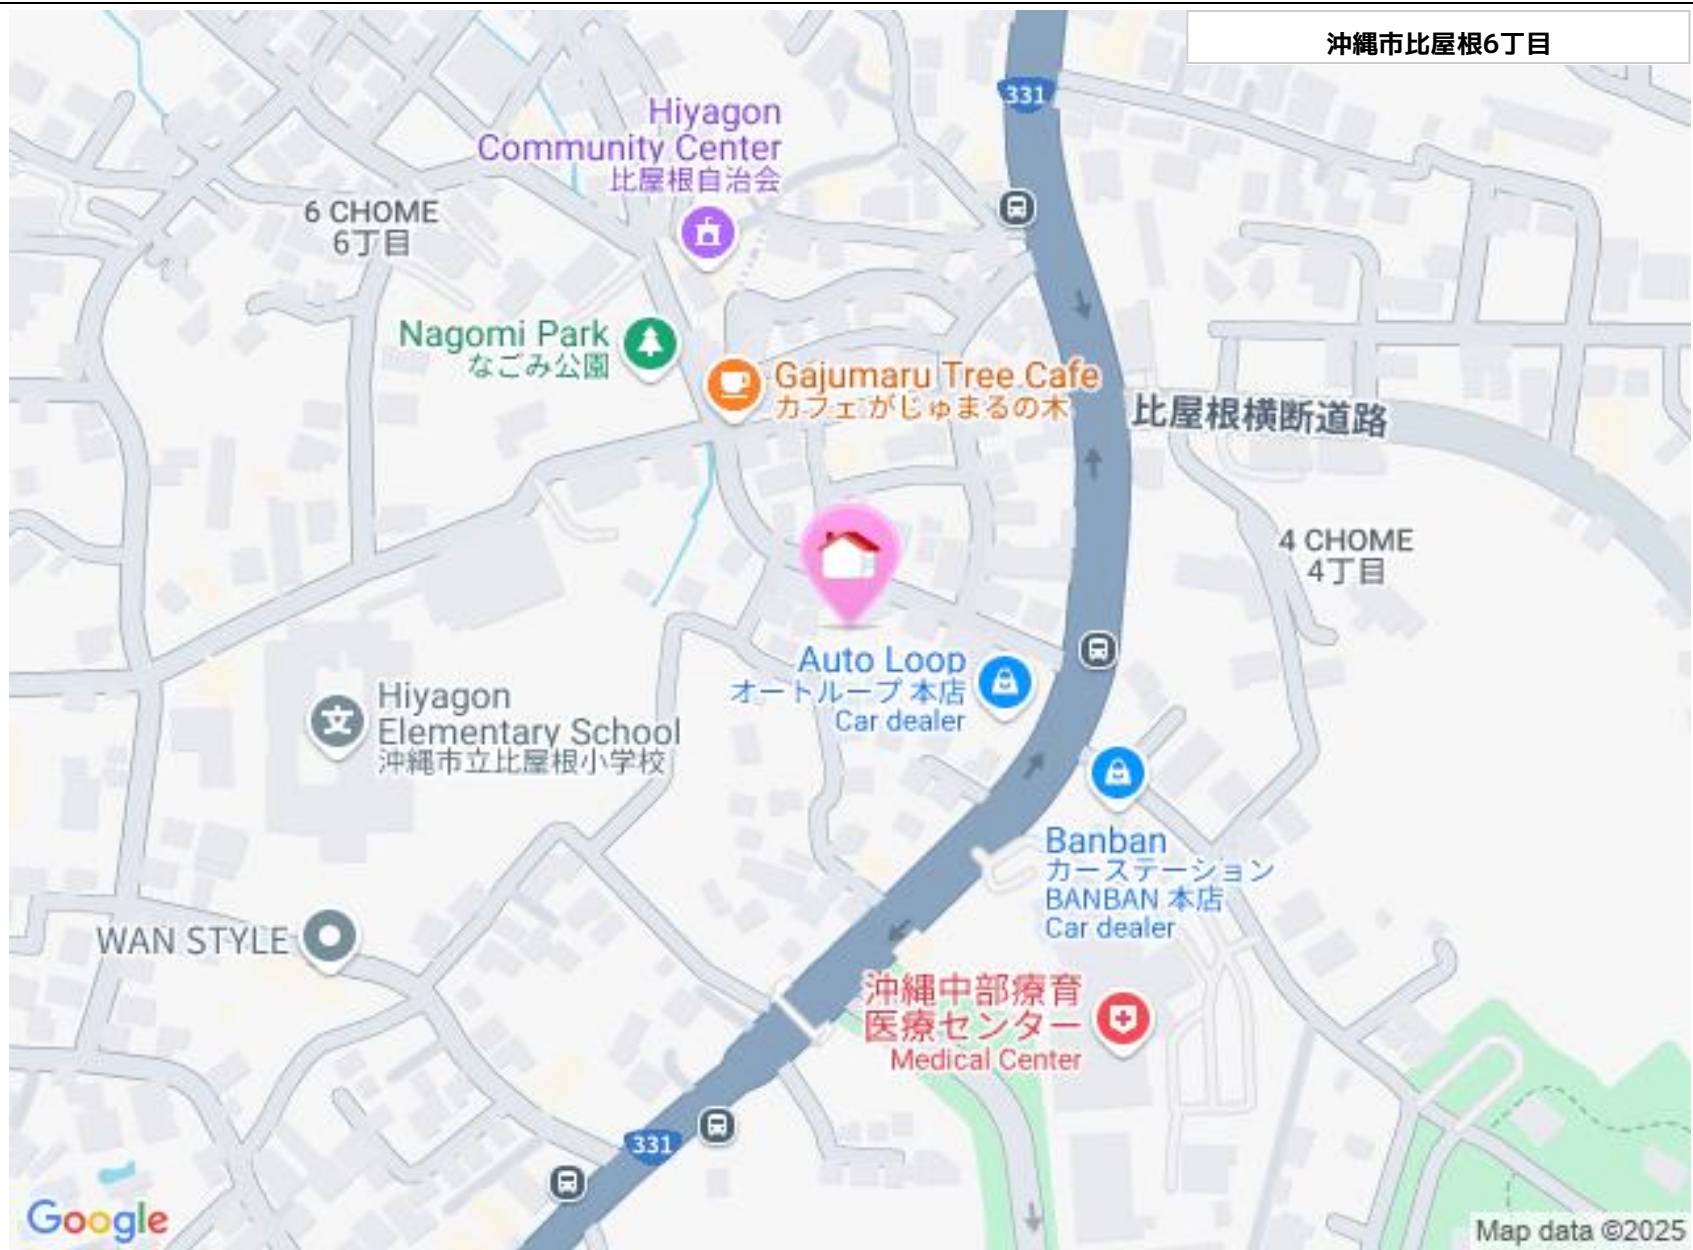 沖縄市比屋根6丁目
331
Hiyagon
Community Center
比屋根自治会
6 CHOME
6丁目
Nagomi Park
なごみ公園
Gajumaru Tree Cafe
カフェ がじゅまるの木
比屋根横断道路
4 CHOME
4丁目
Auto Loop
オートループ 本店
Car dealer
Hiyagon
Elementary School
沖縄市立比屋根小学校
文
Banban
カーステーション
BANBAN 本店
Car dealer
WAN STYLE
沖縄中部療育
医療センター
Medical Center
331
Google
Map data ©2025